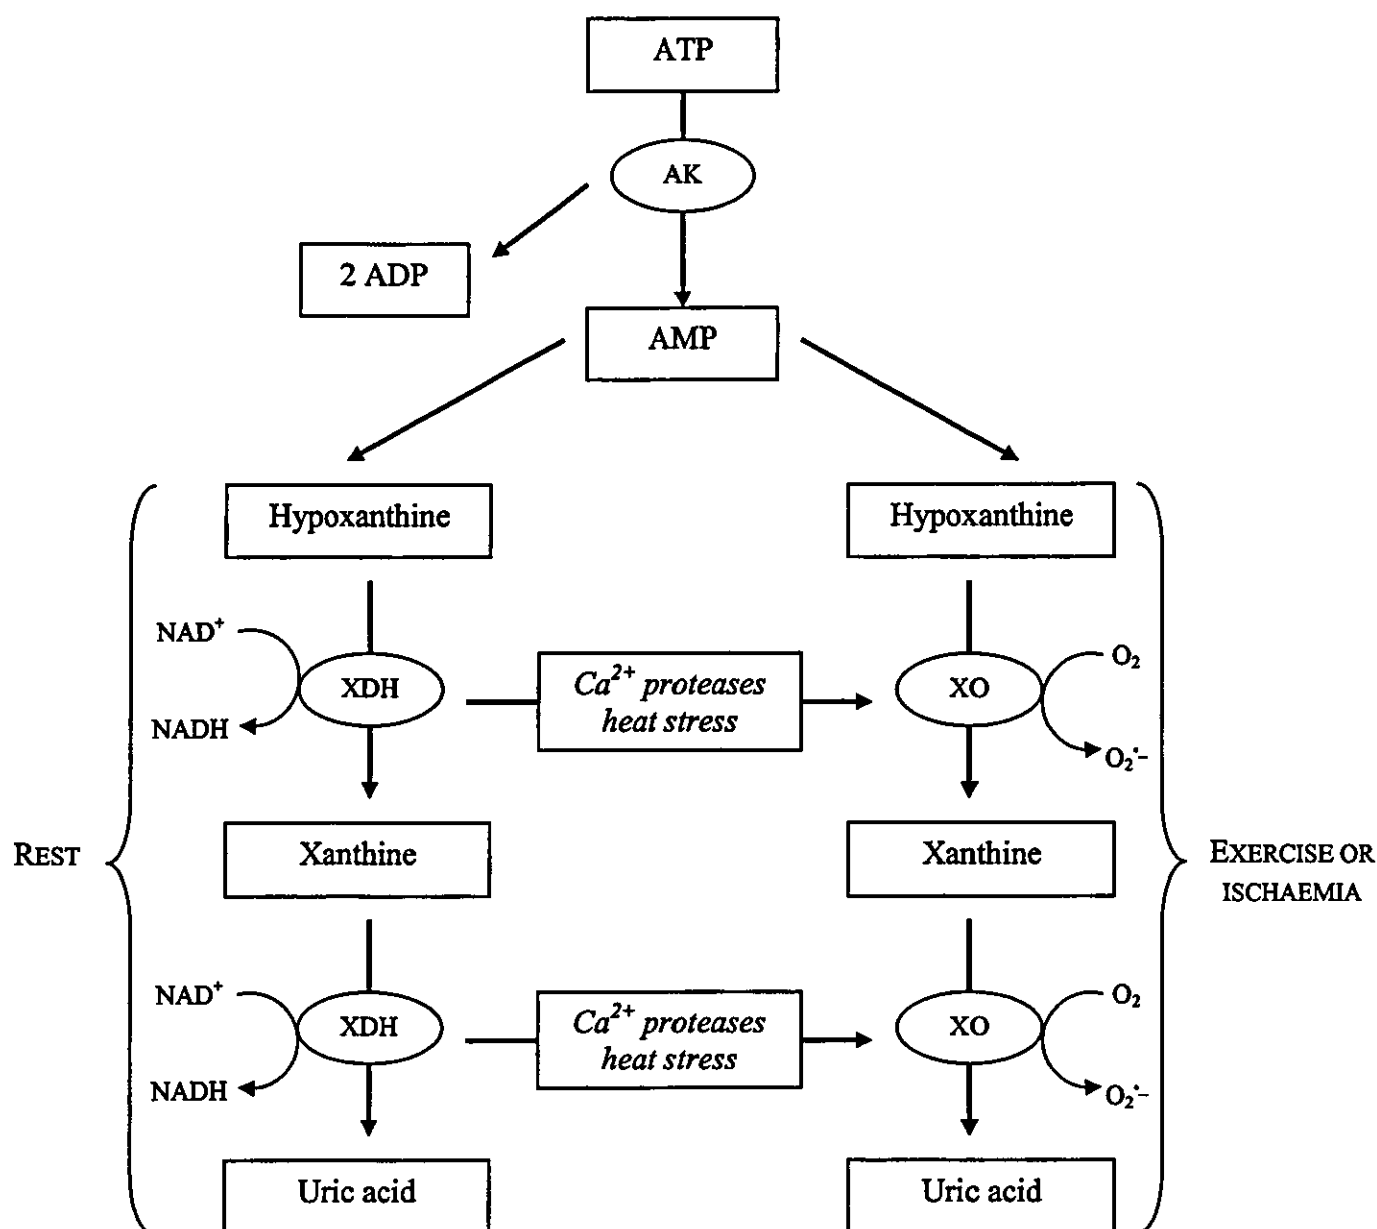 ATP
AK
2 ADP
AMP
Hypoxanthine
Hypoxanthine
NAD⁺
XDH
NADH
Ca²⁺ proteases
heat stress
XO
O₂
O₂·⁻
REST
Xanthine
Xanthine
EXERCISE OR
ISCHAEMIA
NAD⁺
XDH
NADH
Ca²⁺ proteases
heat stress
XO
O₂
O₂·⁻
Uric acid
Uric acid